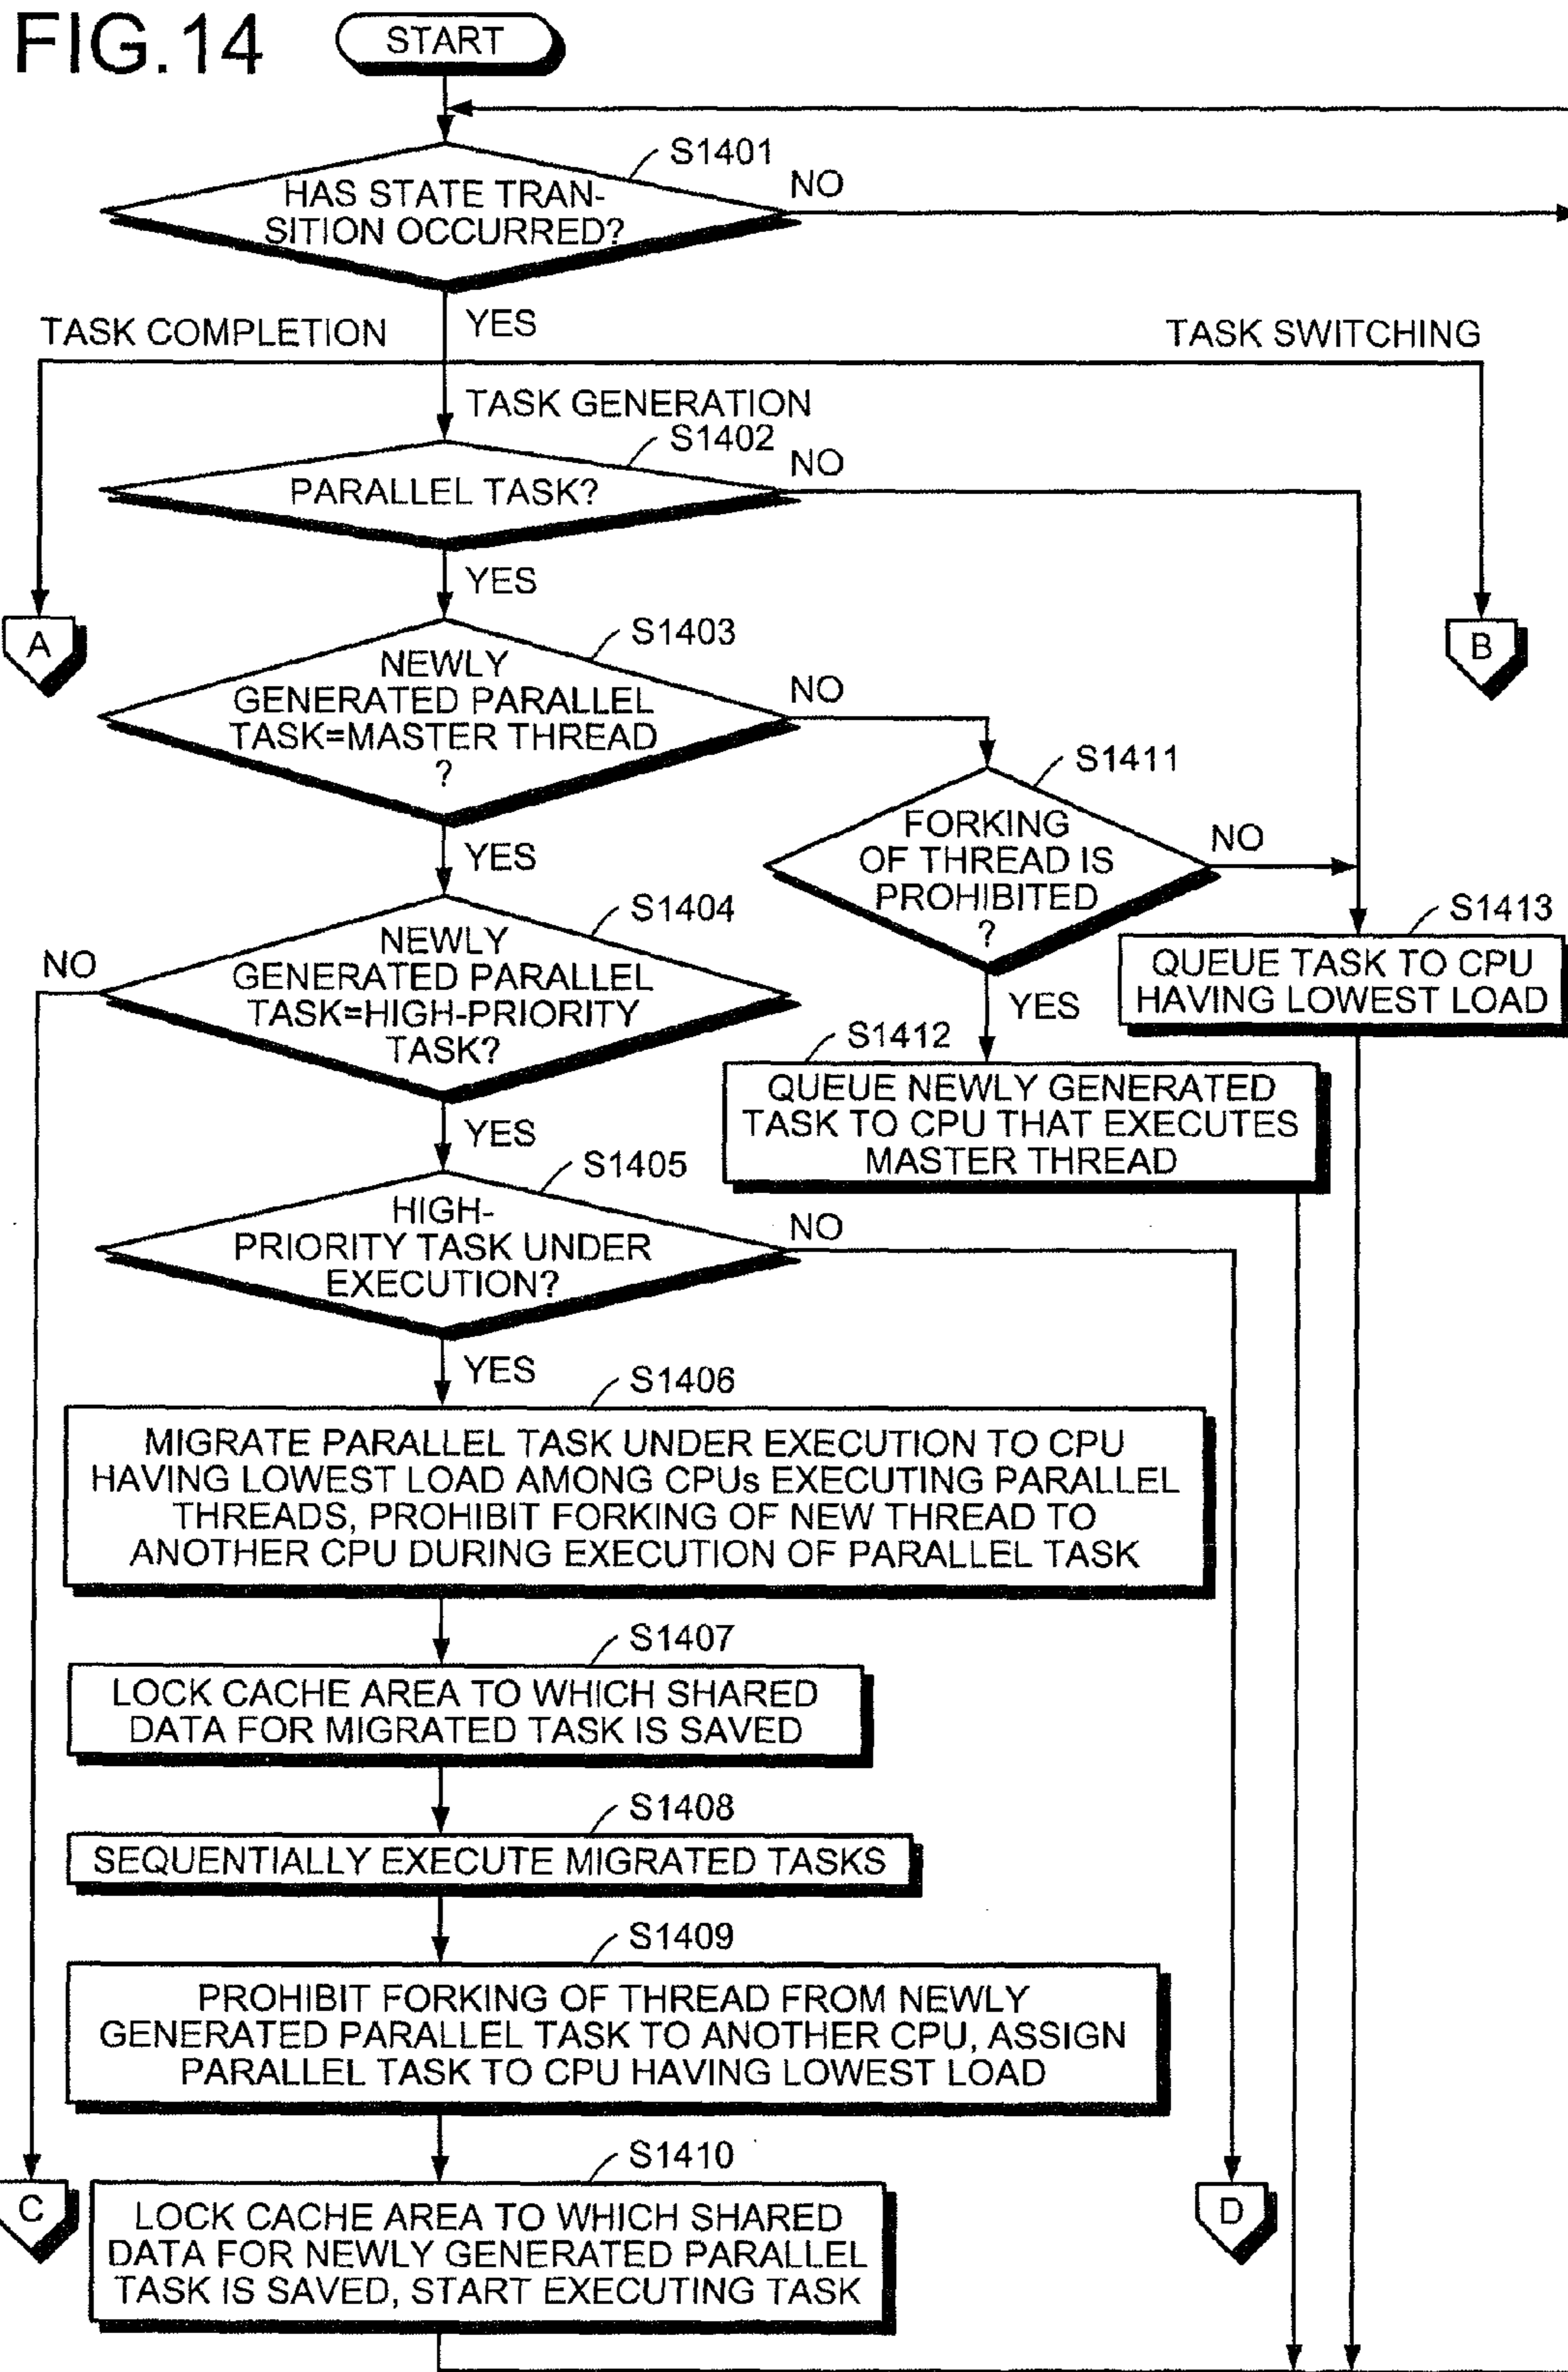 FIG.14
START
S1401
HAS STATE TRAN-
SITION OCCURRED?
NO
YES
TASK COMPLETION
TASK SWITCHING
TASK GENERATION
S1402
PARALLEL TASK?
NO
YES
A
B
S1403
NEWLY
GENERATED PARALLEL
TASK=MASTER THREAD
?
NO
YES
S1411
FORKING
OF THREAD IS
PROHIBITED
?
NO
YES
S1413
QUEUE TASK TO CPU
HAVING LOWEST LOAD
S1404
NEWLY
GENERATED PARALLEL
TASK=HIGH-PRIORITY
TASK?
NO
YES
S1412
QUEUE NEWLY GENERATED
TASK TO CPU THAT EXECUTES
MASTER THREAD
S1405
HIGH-
PRIORITY TASK UNDER
EXECUTION?
NO
YES
S1406
MIGRATE PARALLEL TASK UNDER EXECUTION TO CPU
HAVING LOWEST LOAD AMONG CPUs EXECUTING PARALLEL
THREADS, PROHIBIT FORKING OF NEW THREAD TO
ANOTHER CPU DURING EXECUTION OF PARALLEL TASK
S1407
LOCK CACHE AREA TO WHICH SHARED
DATA FOR MIGRATED TASK IS SAVED
S1408
SEQUENTIALLY EXECUTE MIGRATED TASKS
S1409
PROHIBIT FORKING OF THREAD FROM NEWLY
GENERATED PARALLEL TASK TO ANOTHER CPU, ASSIGN
PARALLEL TASK TO CPU HAVING LOWEST LOAD
S1410
LOCK CACHE AREA TO WHICH SHARED
DATA FOR NEWLY GENERATED PARALLEL
TASK IS SAVED, START EXECUTING TASK
C
D